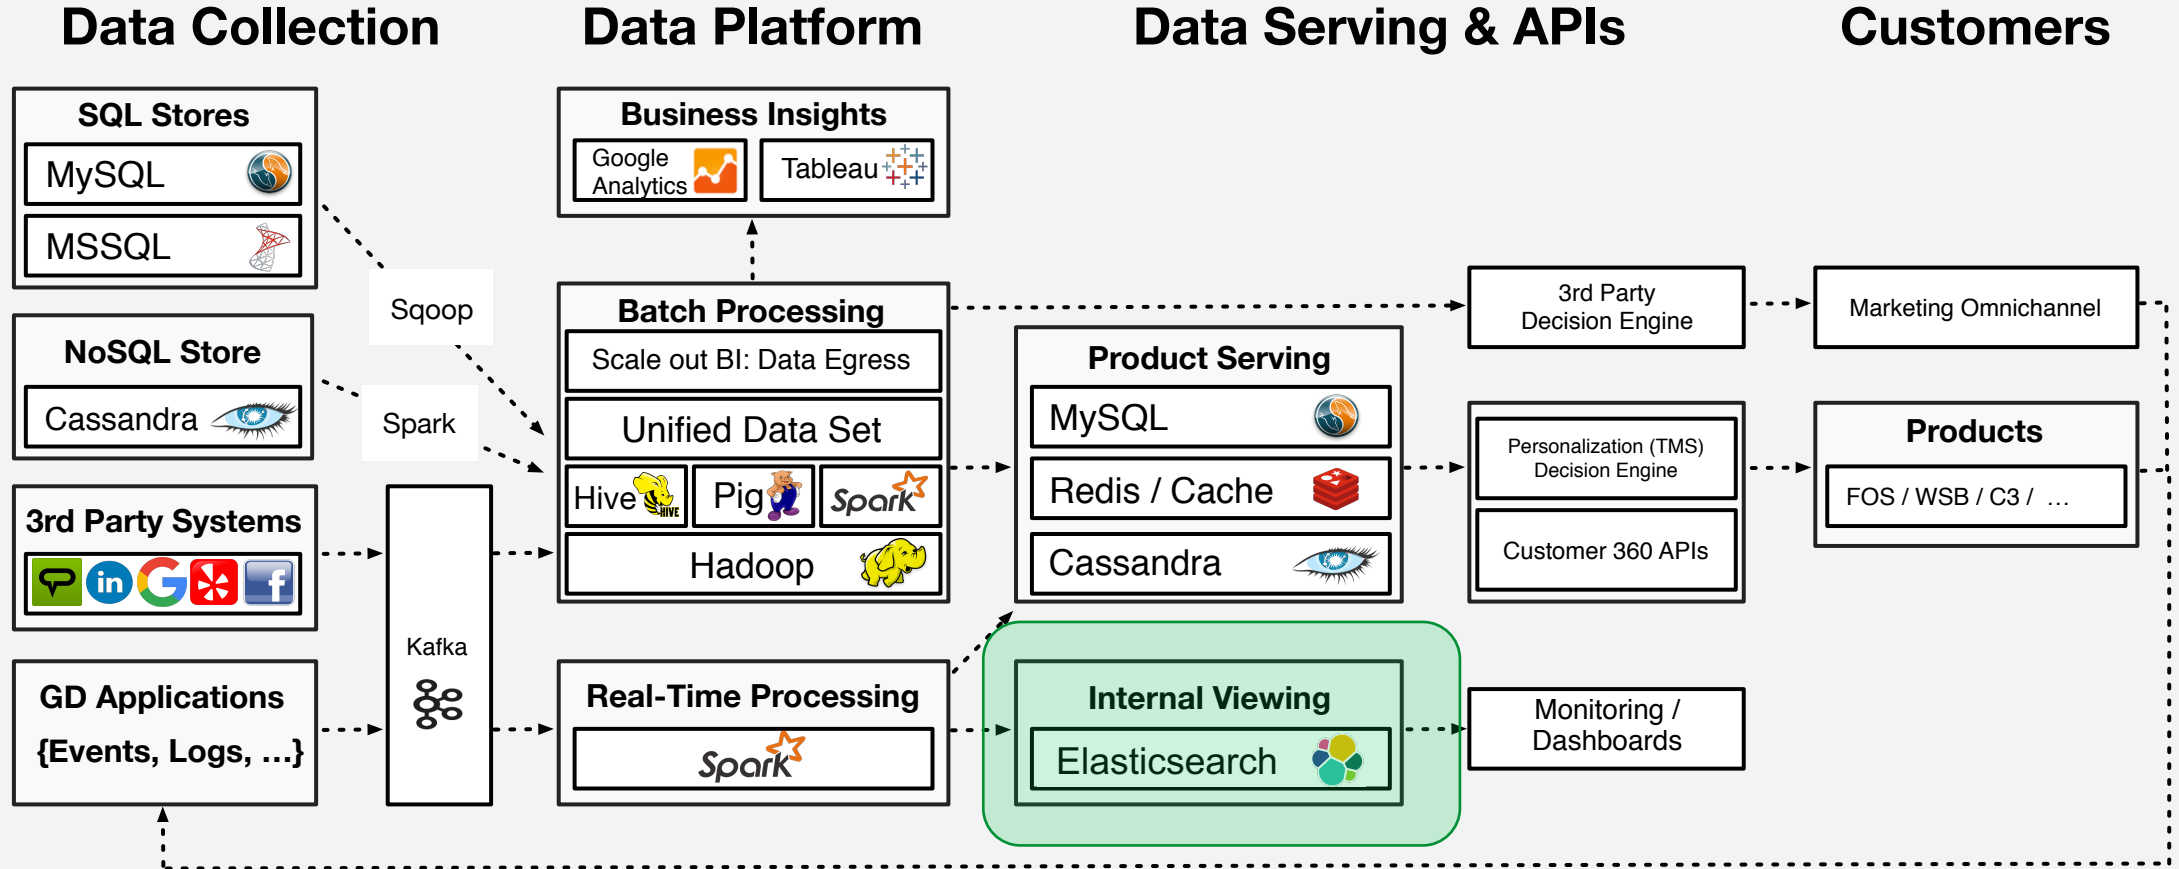 Data Collection
Data Platform
Data Serving & APIs
Customers
SQL Stores
MySQL
MSSQL
NoSQL Store
Cassandra
3rd Party Systems
in
G
f
GD Applications
{Events, Logs, ...}
Sqoop
Spark
Kafka
Business Insights
Google
Analytics
Tableau
Batch Processing
Scale out BI: Data Egress
Unified Data Set
Hive
HIVE
Pig
Spark
Hadoop
Real-Time Processing
Spark
Product Serving
MySQL
Redis / Cache
Cassandra
Internal Viewing
Elasticsearch
3rd Party
Decision Engine
Personalization (TMS)
Decision Engine
Customer 360 APIs
Monitoring /
Dashboards
Marketing Omnichannel
Products
FOS / WSB / C3 / ...